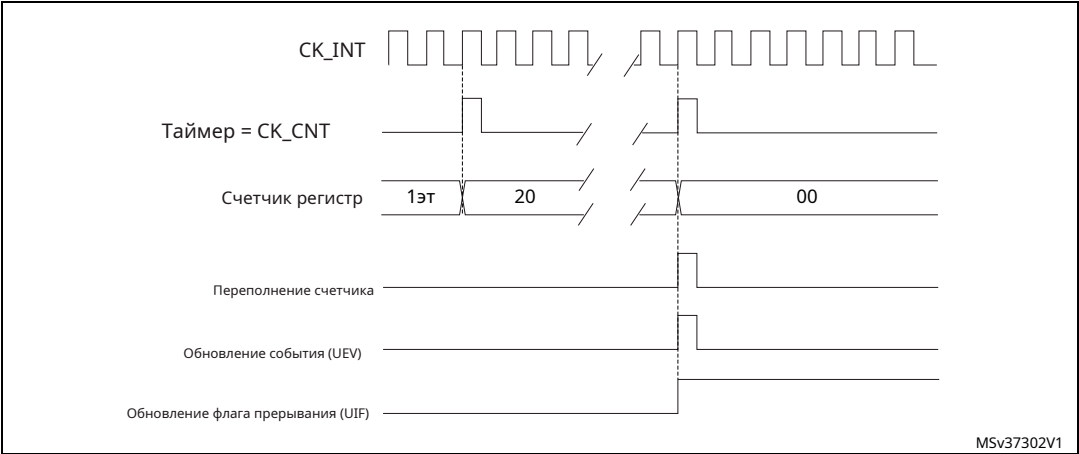 CK_INT
Таймер = CK_CNT
Счетчик регистр
1эт
20
00
Переполнение счетчика
Обновление события (UEV)
Обновление флага прерывания (UIF)
MSv37302V1